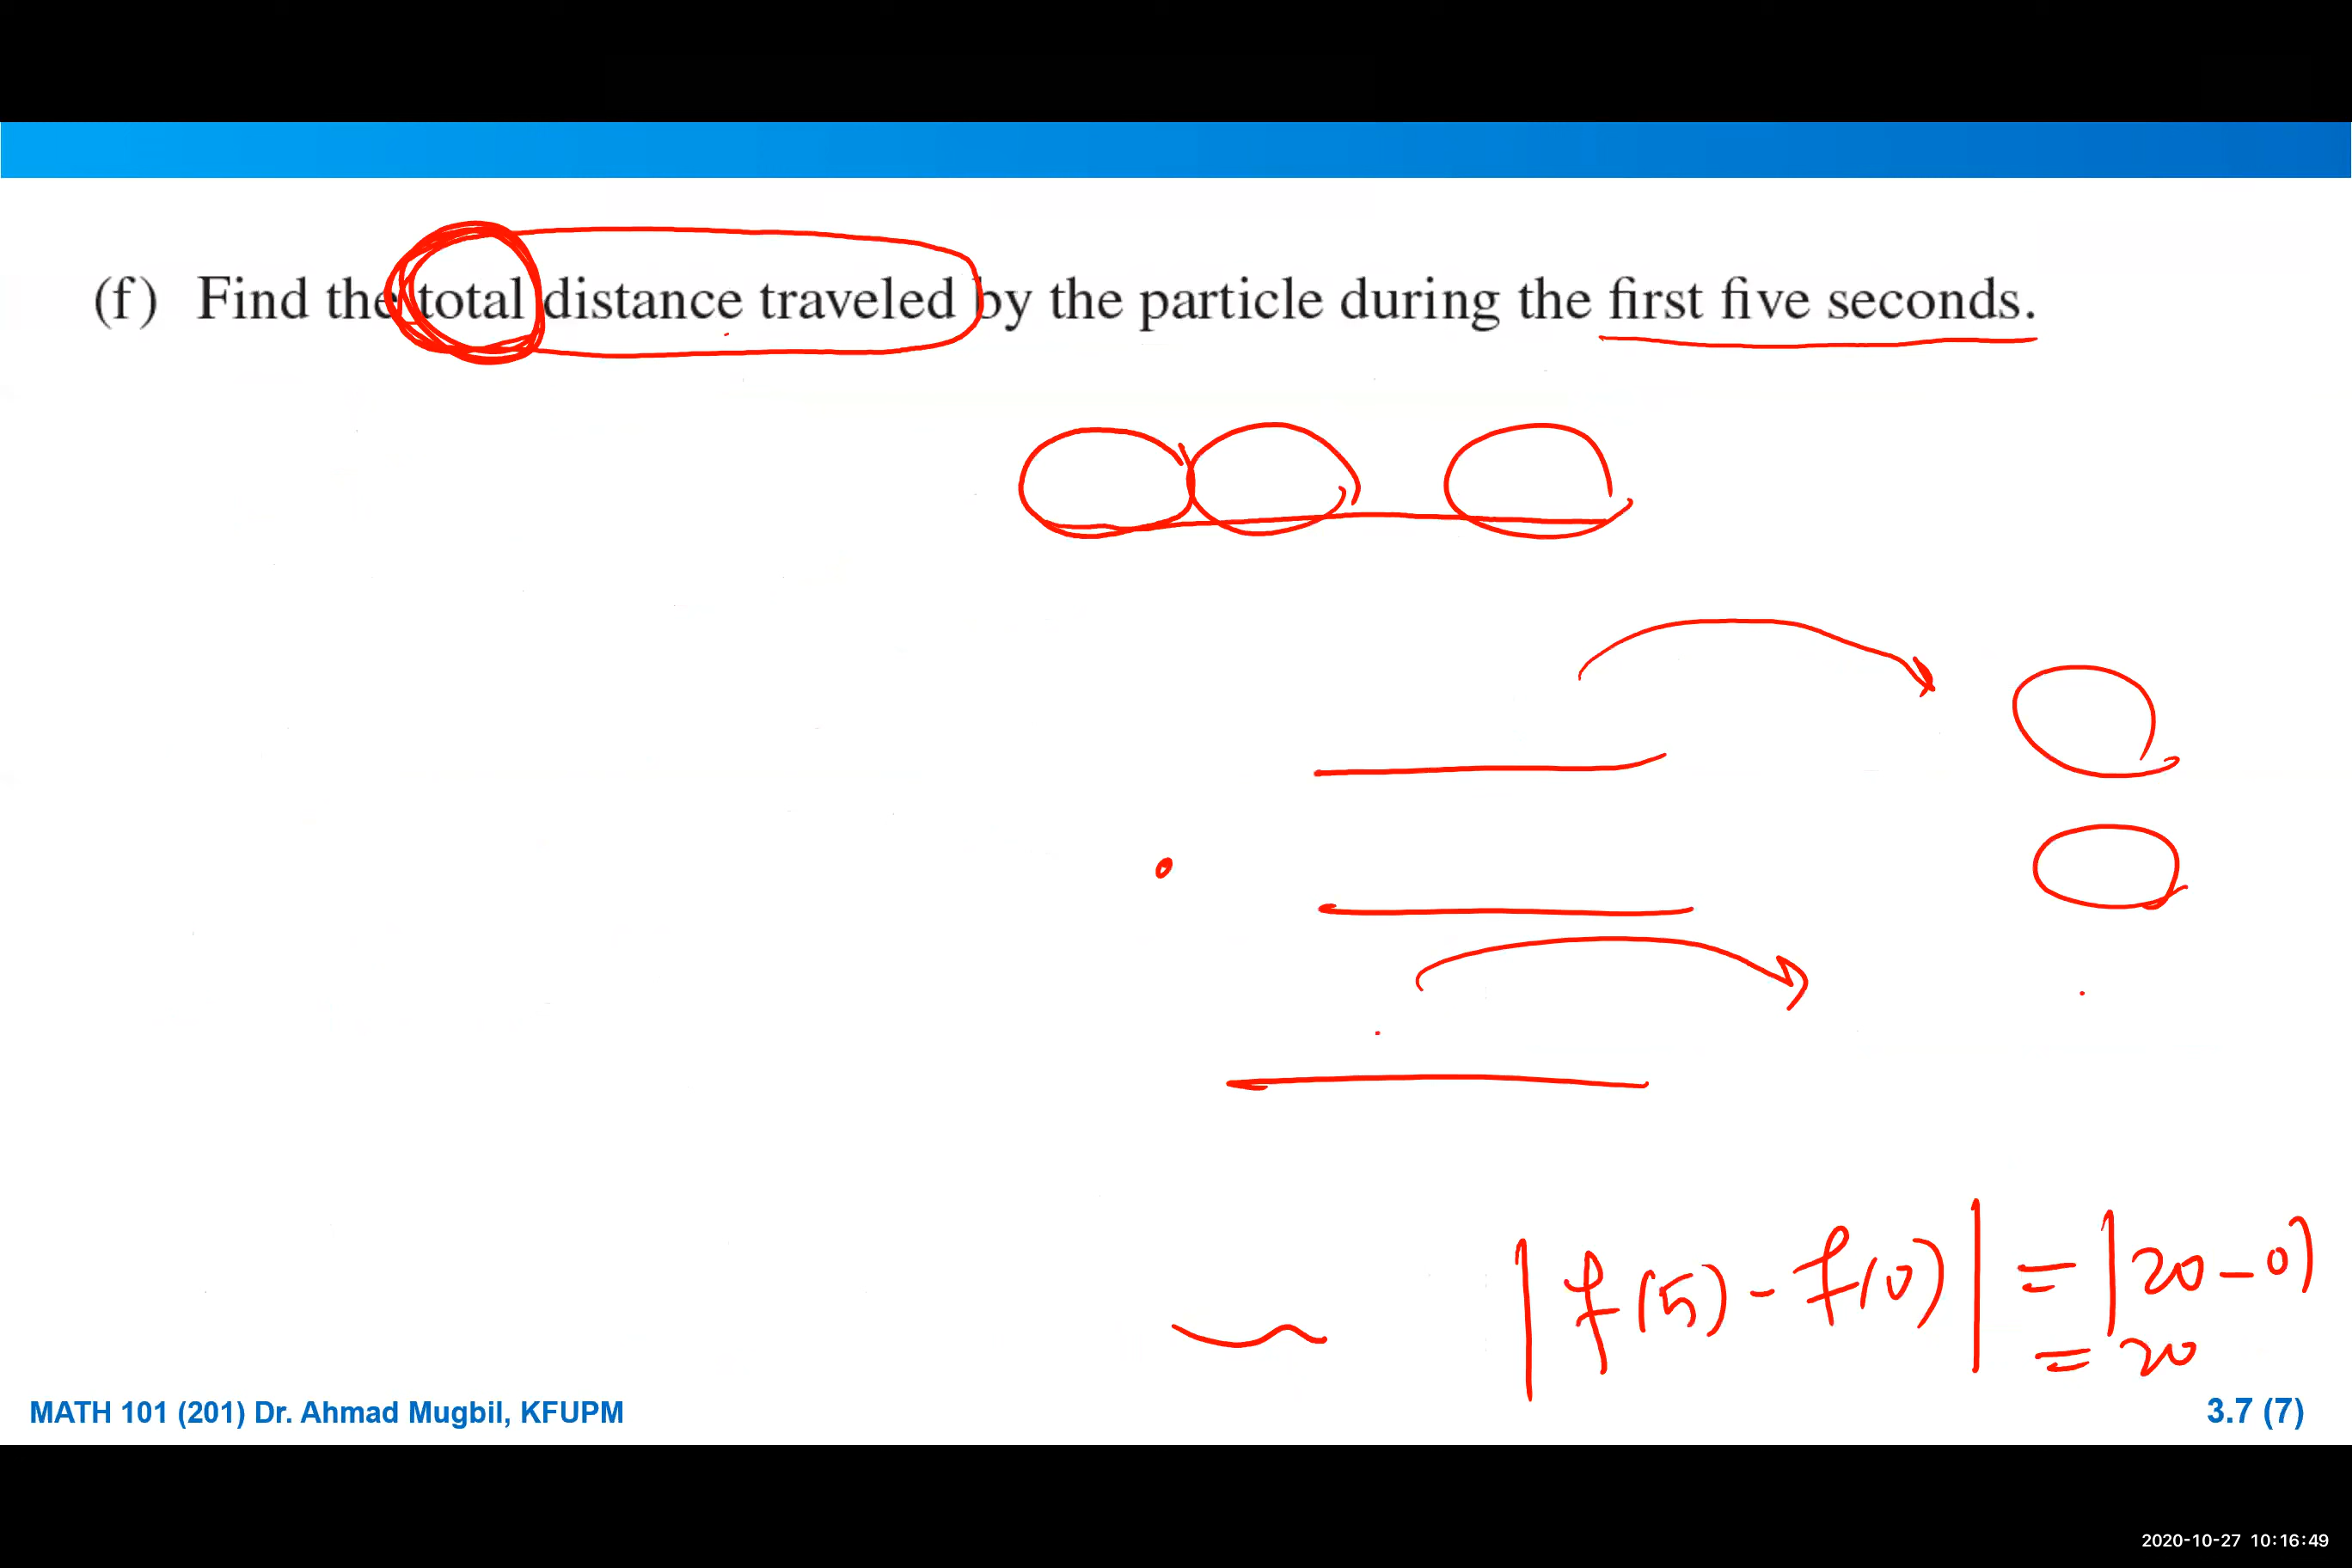 (f) Find the total distance traveled by the particle during the first five seconds.
| f(5) - f(0) | = |20-0|
= 20
MATH 101 (201) Dr. Ahmad Mugbil, KFUPM
3.7 (7)
2020-10-27 10:16:49